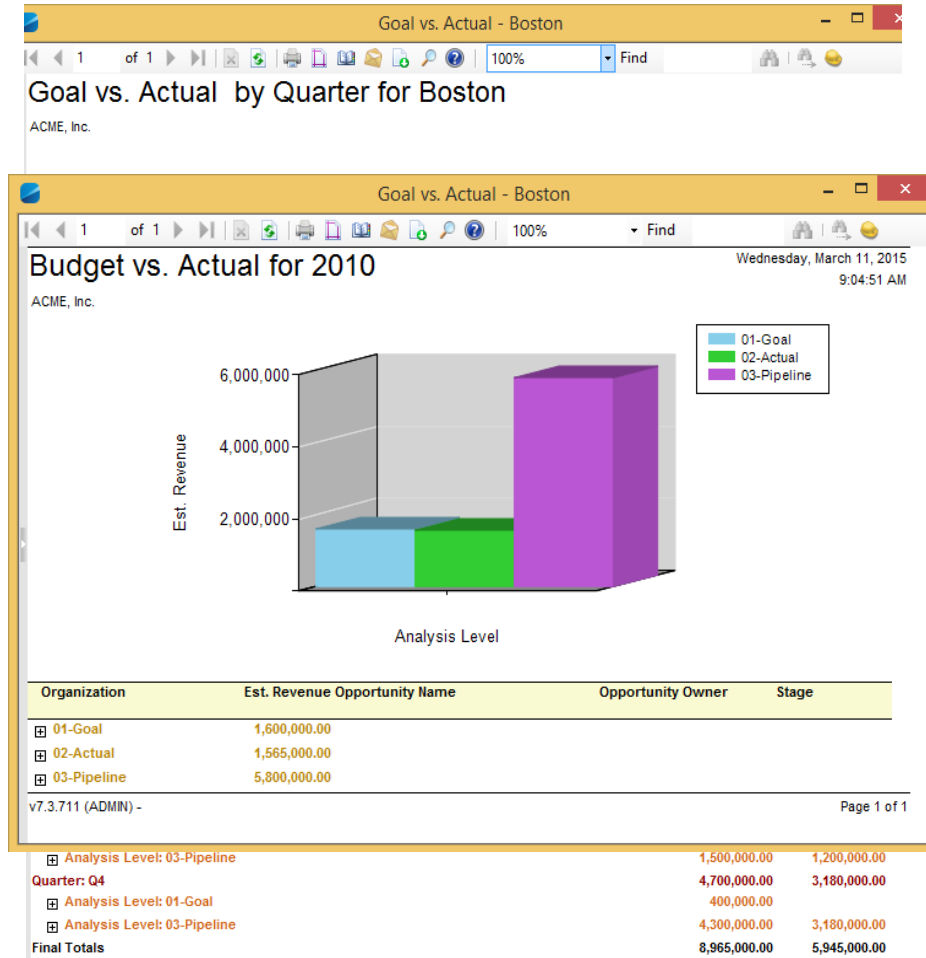 Goal vs. Actual - Boston
1 of 1 100% Find
Goal vs. Actual by Quarter for Boston
ACME, Inc.
Goal vs. Actual - Boston
1 of 1 100% Find
Budget vs. Actual for 2010 Wednesday, March 11, 2015
9:04:51 AM
ACME, Inc.
01-Goal
02-Actual
03-Pipeline
6,000,000
4,000,000
2,000,000
Est. Revenue
Analysis Level
Organization Est. Revenue Opportunity Name Opportunity Owner Stage
01-Goal 1,600,000.00
02-Actual 1,565,000.00
03-Pipeline 5,800,000.00
v7.3.711 (ADMIN) - Page 1 of 1
Analysis Level: 03-Pipeline 1,500,000.00 1,200,000.00
Quarter: Q4 4,700,000.00 3,180,000.00
Analysis Level: 01-Goal 400,000.00
Analysis Level: 03-Pipeline 4,300,000.00 3,180,000.00
Final Totals 8,965,000.00 5,945,000.00